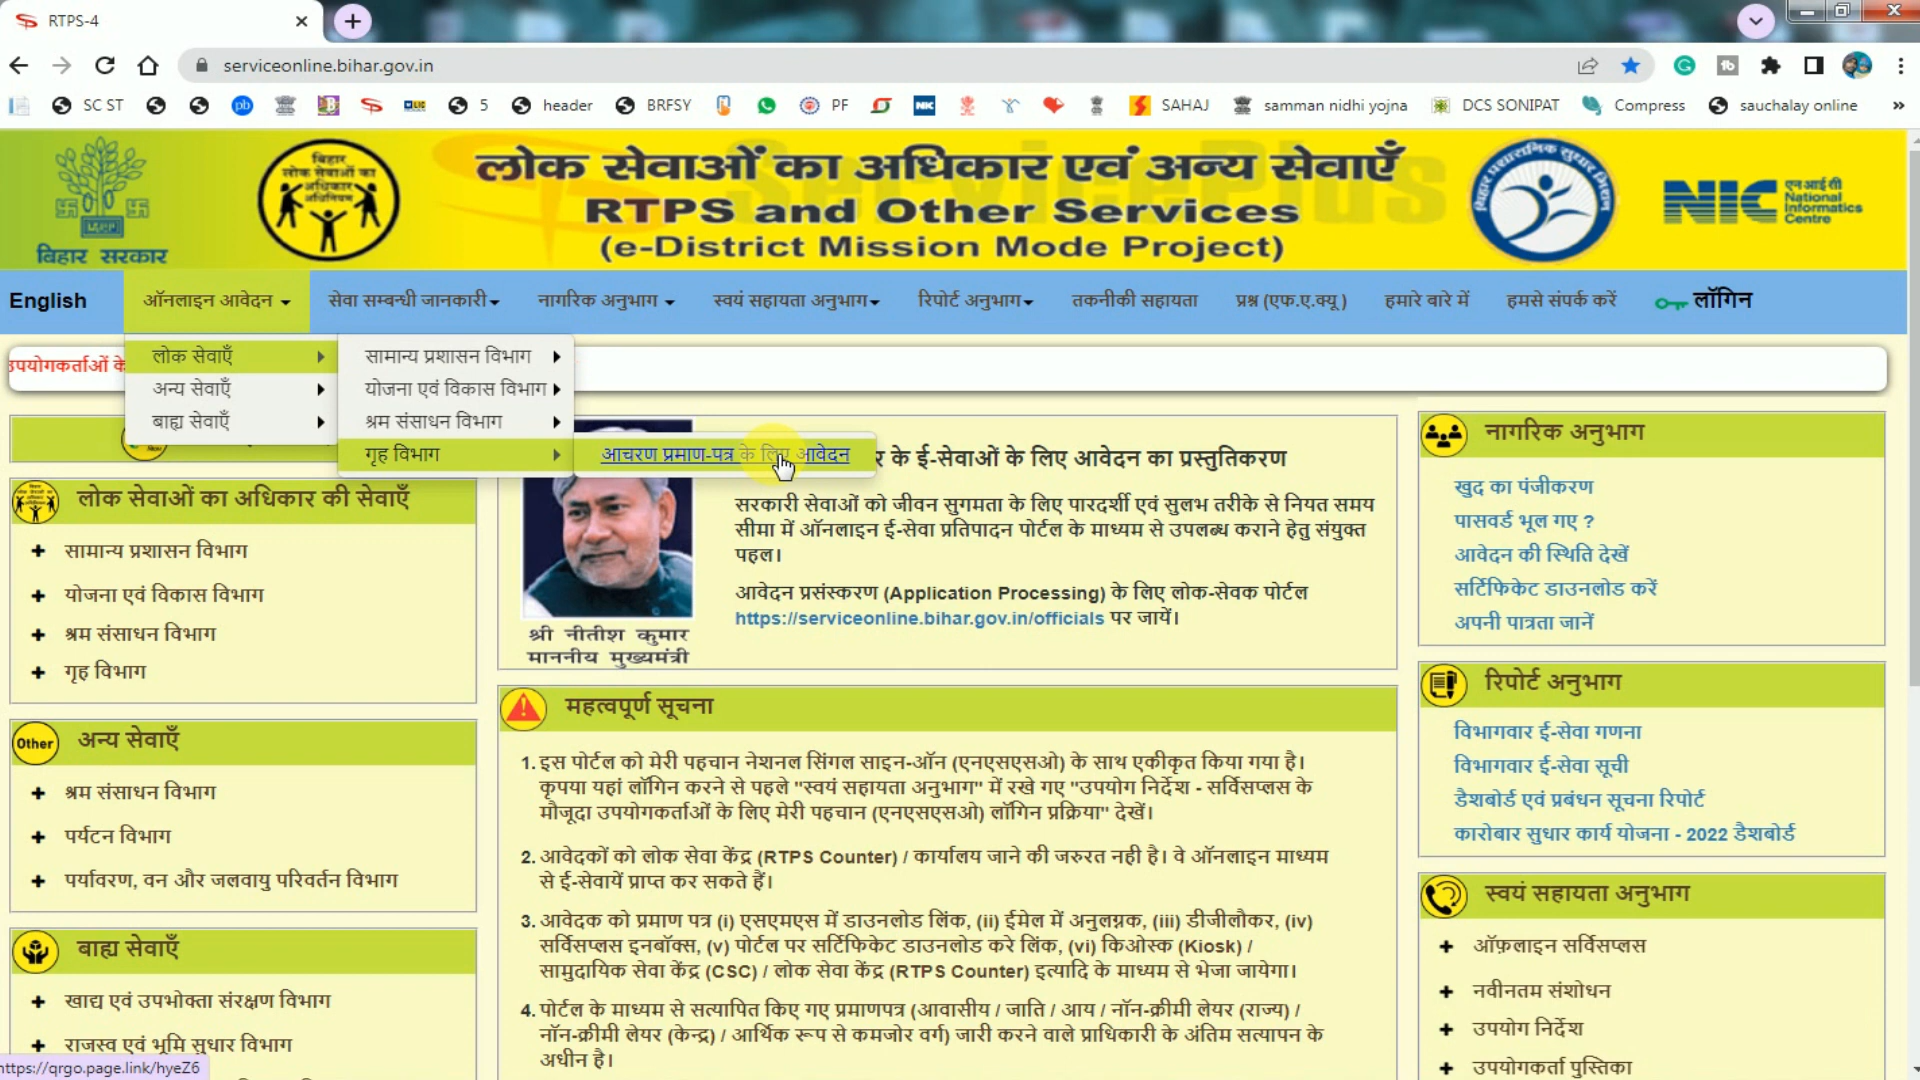 RTPS-4
serviceonline.bihar.gov.in
SC ST
pb
5
header
BRFSY
PF
NK
SAHAJ
samman nidhi yojna
DCS SONIPAT
Compress
sauchalay online
»
बिहार सरकार
बिहार
लोक सेवाओं का
अधिकार
अधिनियम
लोक सेवाओं का अधिकार एवं अन्य सेवाएँ
RTPS and Other Services
(e-District Mission Mode Project)
बिहार प्रशासनिक सुधार मिशन
NIC
एन आई सी
National
Informatics
Centre
English
ऑनलाइन आवेदन
सेवा सम्बन्धी जानकारी
नागरिक अनुभाग
स्वयं सहायता अनुभाग
रिपोर्ट अनुभाग
तकनीकी सहायता
प्रश्न (एफ.ए.क्यू.)
हमारे बारे में
हमसे संपर्क करें
लॉगिन
उपयोगकर्ताओं के
लोक सेवाएँ
अन्य सेवाएँ
बाह्य सेवाएँ
सामान्य प्रशासन विभाग
योजना एवं विकास विभाग
श्रम संसाधन विभाग
गृह विभाग
आचरण प्रमाण-पत्र के लिए आवेदन
लोक सेवाओं का अधिकार की सेवाएँ
+ सामान्य प्रशासन विभाग
+ योजना एवं विकास विभाग
+ श्रम संसाधन विभाग
+ गृह विभाग
Other
अन्य सेवाएँ
+ श्रम संसाधन विभाग
+ पर्यटन विभाग
+ पर्यावरण, वन और जलवायु परिवर्तन विभाग
बाह्य सेवाएँ
+ खाद्य एवं उपभोक्ता संरक्षण विभाग
+ राजस्व एवं भूमि सुधार विभाग
https://qrgo.page.link/hyeZ6
र के ई-सेवाओं के लिए आवेदन का प्रस्तुतिकरण
श्री नीतीश कुमार
माननीय मुख्यमंत्री
सरकारी सेवाओं को जीवन सुगमता के लिए पारदर्शी एवं सुलभ तरीके से नियत समय
सीमा में ऑनलाइन ई-सेवा प्रतिपादन पोर्टल के माध्यम से उपलब्ध कराने हेतु संयुक्त
पहल।
आवेदन प्रसंस्करण (Application Processing) के लिए लोक-सेवक पोर्टल
https://serviceonline.bihar.gov.in/officials पर जायें।
महत्वपूर्ण सूचना
1. इस पोर्टल को मेरी पहचान नेशनल सिंगल साइन-ऑन (एनएसएसओ) के साथ एकीकृत किया गया है।
कृपया यहां लॉगिन करने से पहले "स्वयं सहायता अनुभाग" में रखे गए "उपयोग निर्देश - सर्विसप्लस के
मौजूदा उपयोगकर्ताओं के लिए मेरी पहचान (एनएसएसओ) लॉगिन प्रक्रिया" देखें।
2. आवेदकों को लोक सेवा केंद्र (RTPS Counter) / कार्यालय जाने की जरुरत नही है। वे ऑनलाइन माध्यम
से ई-सेवायें प्राप्त कर सकते हैं।
3. आवेदक को प्रमाण पत्र (i) एसएमएस में डाउनलोड लिंक, (ii) ईमेल में अनुलग्नक, (iii) डीजीलौकर, (iv)
सर्विसप्लस इनबॉक्स, (v) पोर्टल पर सर्टिफिकेट डाउनलोड करे लिंक, (vi) किओस्क (Kiosk) /
सामुदायिक सेवा केंद्र (CSC) / लोक सेवा केंद्र (RTPS Counter) इत्यादि के माध्यम से भेजा जायेगा।
4. पोर्टल के माध्यम से सत्यापित किए गए प्रमाणपत्र (आवासीय / जाति / आय / नॉन-क्रीमी लेयर (राज्य) /
नॉन-क्रीमी लेयर (केन्द्र) / आर्थिक रूप से कमजोर वर्ग) जारी करने वाले प्राधिकारी के अंतिम सत्यापन के
अधीन है।
नागरिक अनुभाग
खुद का पंजीकरण
पासवर्ड भूल गए ?
आवेदन की स्थिति देखें
सर्टिफिकेट डाउनलोड करें
अपनी पात्रता जानें
रिपोर्ट अनुभाग
विभागवार ई-सेवा गणना
विभागवार ई-सेवा सूची
डैशबोर्ड एवं प्रबंधन सूचना रिपोर्ट
कारोबार सुधार कार्य योजना - 2022 डैशबोर्ड
स्वयं सहायता अनुभाग
+ ऑफ़लाइन सर्विसप्लस
+ नवीनतम संशोधन
+ उपयोग निर्देश
+ उपयोगकर्ता पुस्तिका